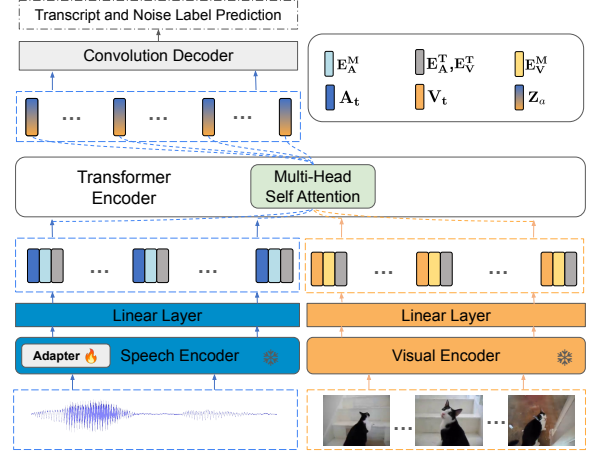 Transcript and Noise Label Prediction
Convolution Decoder
E_A^M
E_A^T,E_V^T
E_V^M
A_t
V_t
Z_a
...
...
...
Transformer
Encoder
Multi-Head
Self Attention
...
...
...
...
Linear Layer
Linear Layer
Adapter 🔥
Speech Encoder
Visual Encoder
...
...